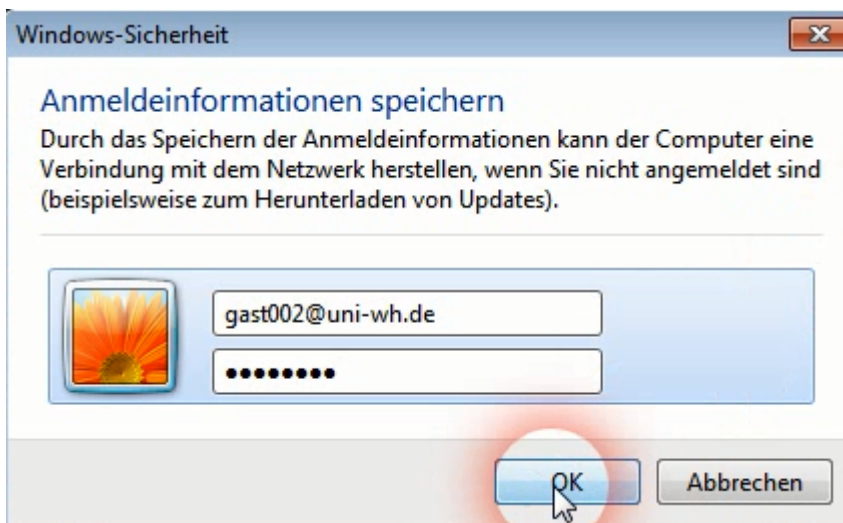 Windows-Sicherheit
Anmeldeinformationen speichern
Durch das Speichern der Anmeldeinformationen kann der Computer eine
Verbindung mit dem Netzwerk herstellen, wenn Sie nicht angemeldet sind
(beispielsweise zum Herunterladen von Updates).
gast002@uni-wh.de
●●●●●●●●
OK
Abbrechen